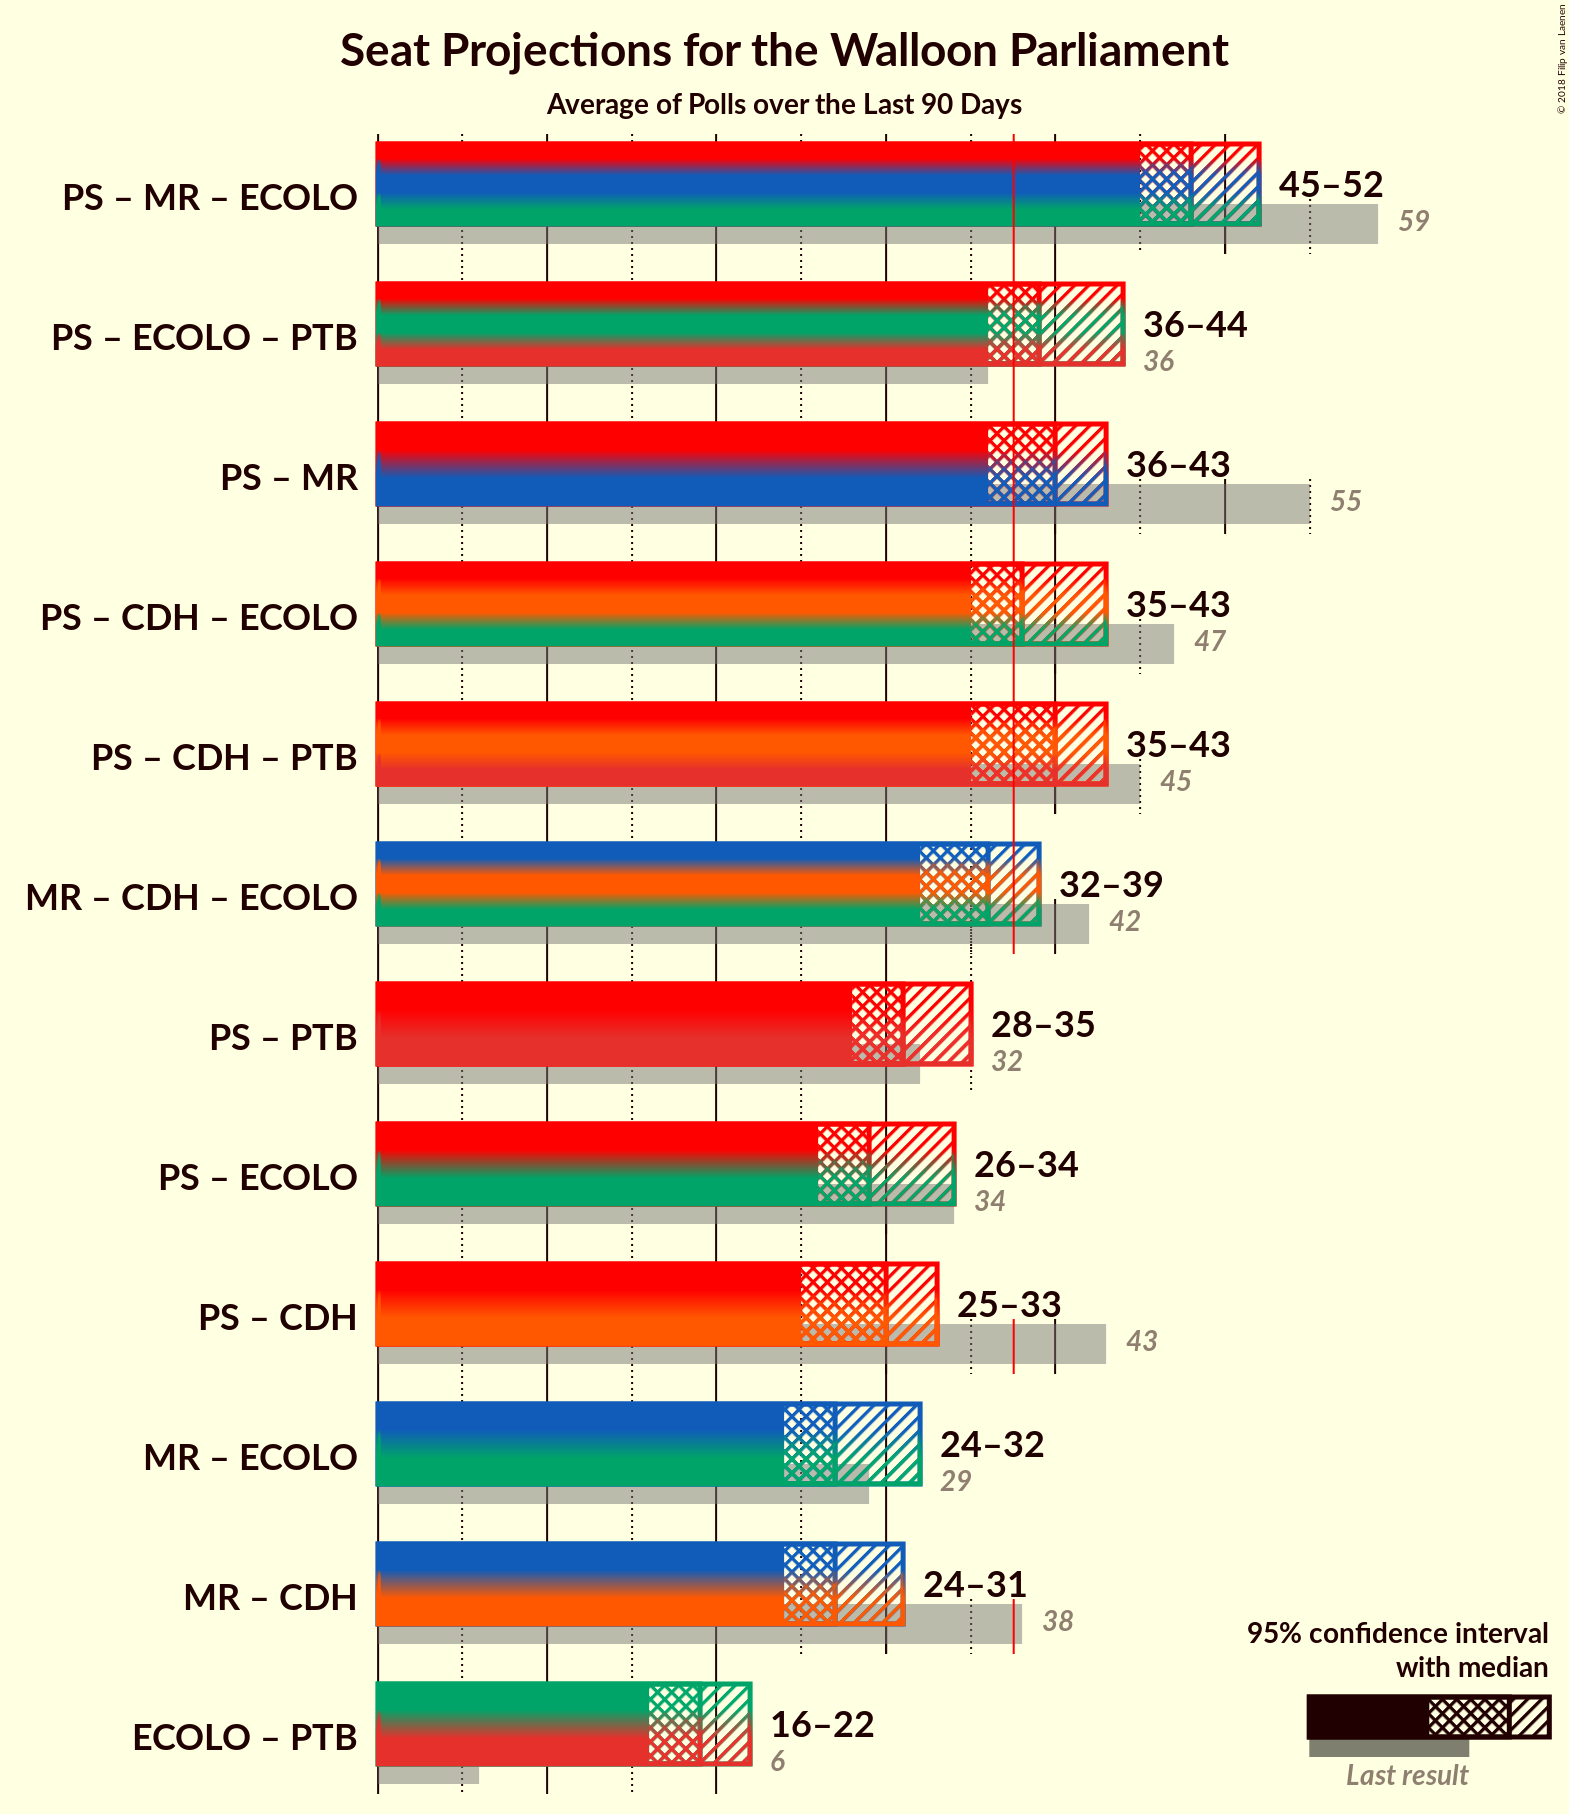 Seat Projections for the Walloon Parliament
Average of Polls over the Last 90 Days
© 2018 Filip van Laenen
PS – MR – ECOLO
45–52
59
PS – ECOLO – PTB
36–44
36
PS – MR
36–43
55
PS – CDH – ECOLO
35–43
47
PS – CDH – PTB
35–43
45
MR – CDH – ECOLO
32–39
42
PS – PTB
28–35
32
PS – ECOLO
26–34
34
PS – CDH
25–33
43
MR – ECOLO
24–32
29
MR – CDH
24–31
38
ECOLO – PTB
16–22
6
95% confidence interval
with median
Last result